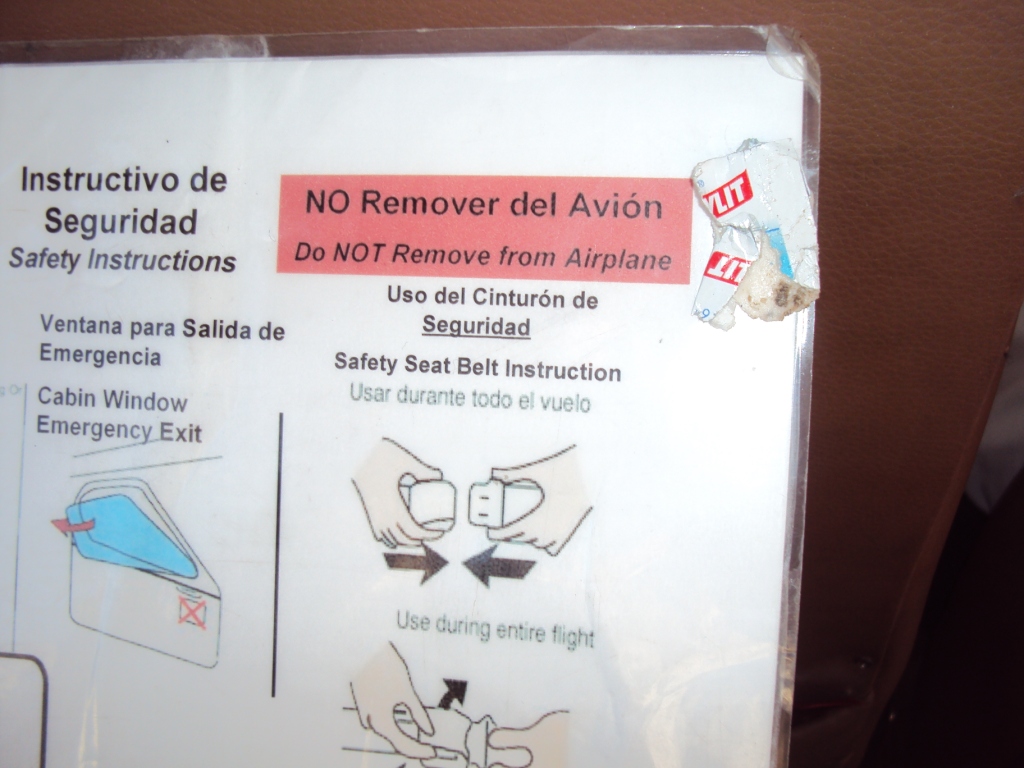 Instructivo de
Seguridad
Safety Instructions
Ventana para Salida de
Emergencia
Cabin Window
Emergency Exit
NO Remover del Avión
Do NOT Remove from Airplane
Uso del Cinturón de
Seguridad
Safety Seat Belt Instruction
Usar durante todo el vuelo
Use during entire flight
YLIT
LIT